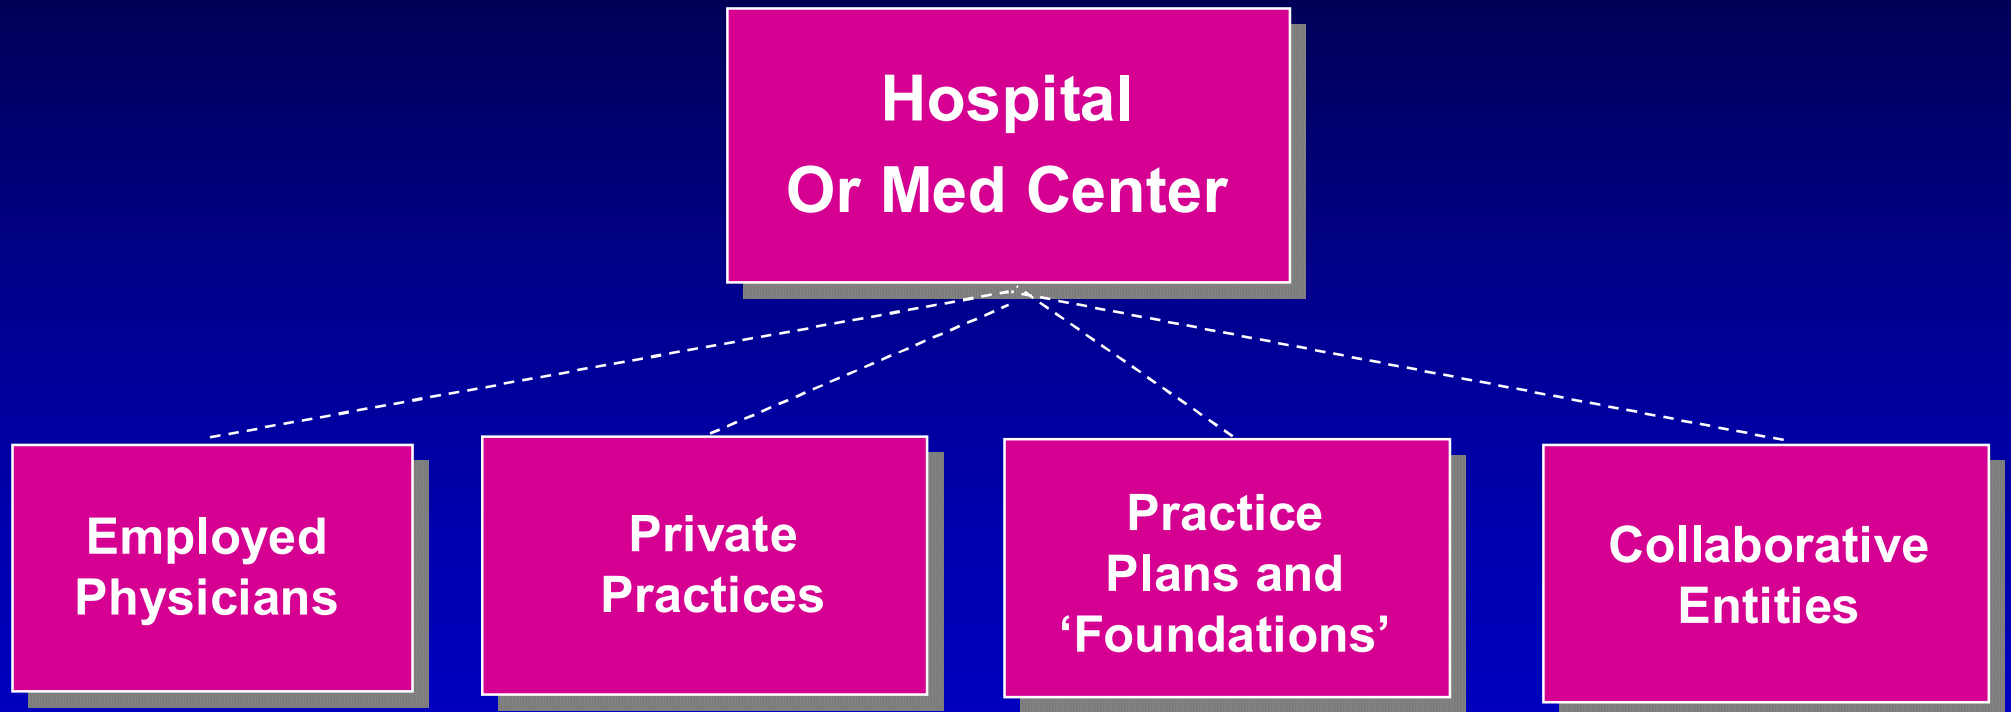 Hospital
Or Med Center
Employed
Physicians
Private
Practices
Practice
Plans and
‘Foundations’
Collaborative
Entities